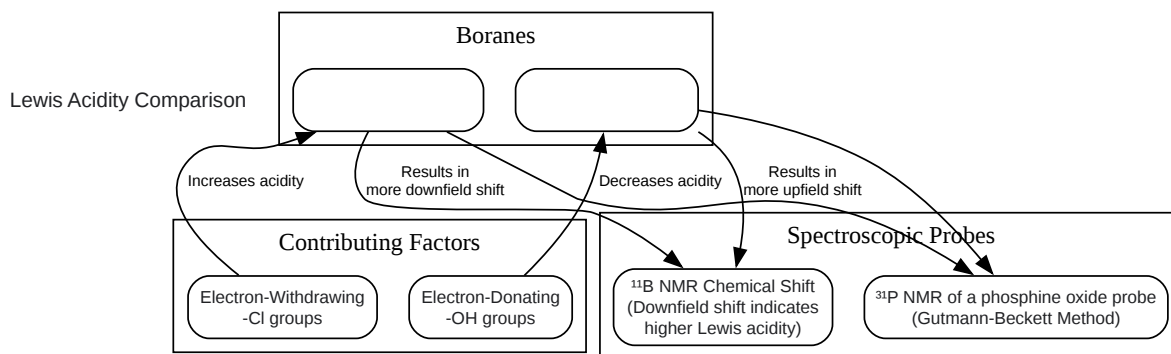 Boranes
Lewis Acidity Comparison
Increases acidity
Results in
more downfield shift
Decreases acidity
Results in
more upfield shift
Contributing Factors
Spectroscopic Probes
Electron-Withdrawing
-Cl groups
Electron-Donating
-OH groups
¹¹B NMR Chemical Shift
(Downfield shift indicates
higher Lewis acidity)
³¹P NMR of a phosphine oxide probe
(Gutmann-Beckett Method)